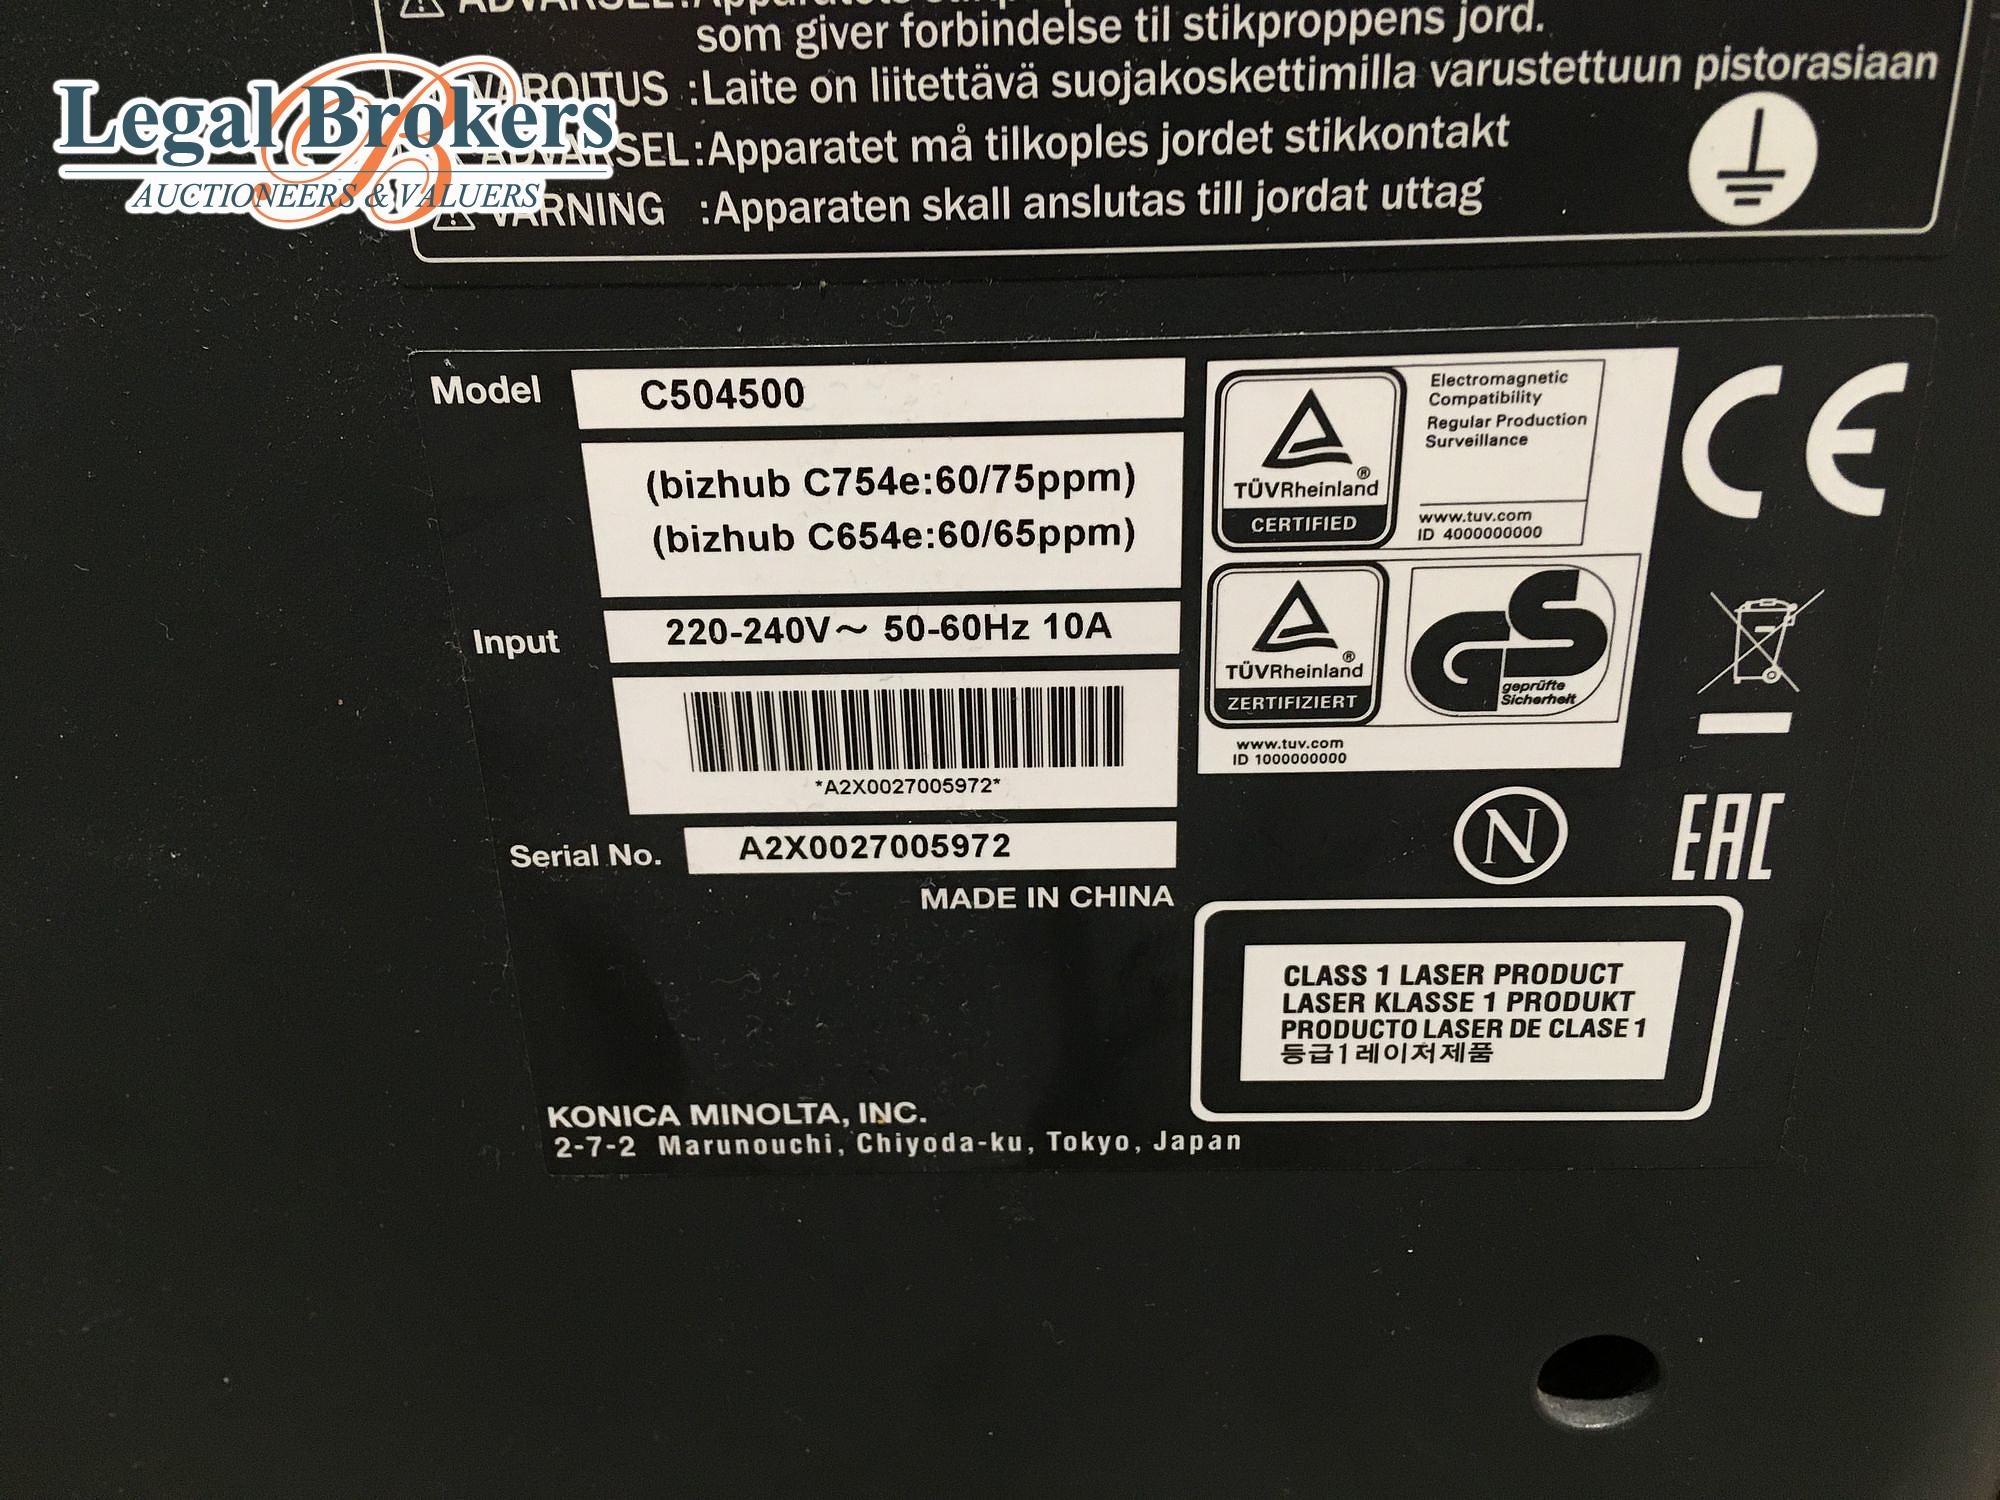 ADVARSEL:Apparatets
som giver forbindelse til stikproppens jord.
VAROITUS :Laite on liitettävä suojakoskettimilla varustettuun pistorasiaan
ADVARSEL:Apparatet må tilkoples jordet stikkontakt
VARNING :Apparaten skall anslutas till jordat uttag
Legal Brokers
AUCTIONEERS & VALUERS
Model C504500
(bizhub C754e:60/75ppm)
(bizhub C654e:60/65ppm)
Input 220-240V～ 50-60Hz 10A
*A2X0027005972*
Serial No. A2X0027005972
MADE IN CHINA
TÜVRheinland®
CERTIFIED
Electromagnetic
Compatibility
Regular Production
Surveillance
www.tuv.com
ID 4000000000
TÜVRheinland®
ZERTIFIZIERT
GS
geprüfte
Sicherheit
www.tuv.com
ID 1000000000
CE
N
EAC
CLASS 1 LASER PRODUCT
LASER KLASSE 1 PRODUKT
PRODUCTO LASER DE CLASE 1
등급1레이저제품
KONICA MINOLTA, INC.
2-7-2 Marunouchi, Chiyoda-ku, Tokyo, Japan